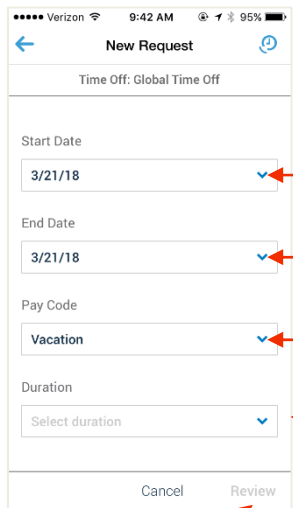 Verizon 9:42 AM 95%
New Request
Time Off: Global Time Off
Start Date
3/21/18
End Date
3/21/18
Pay Code
Vacation
Duration
Select duration
Cancel Review